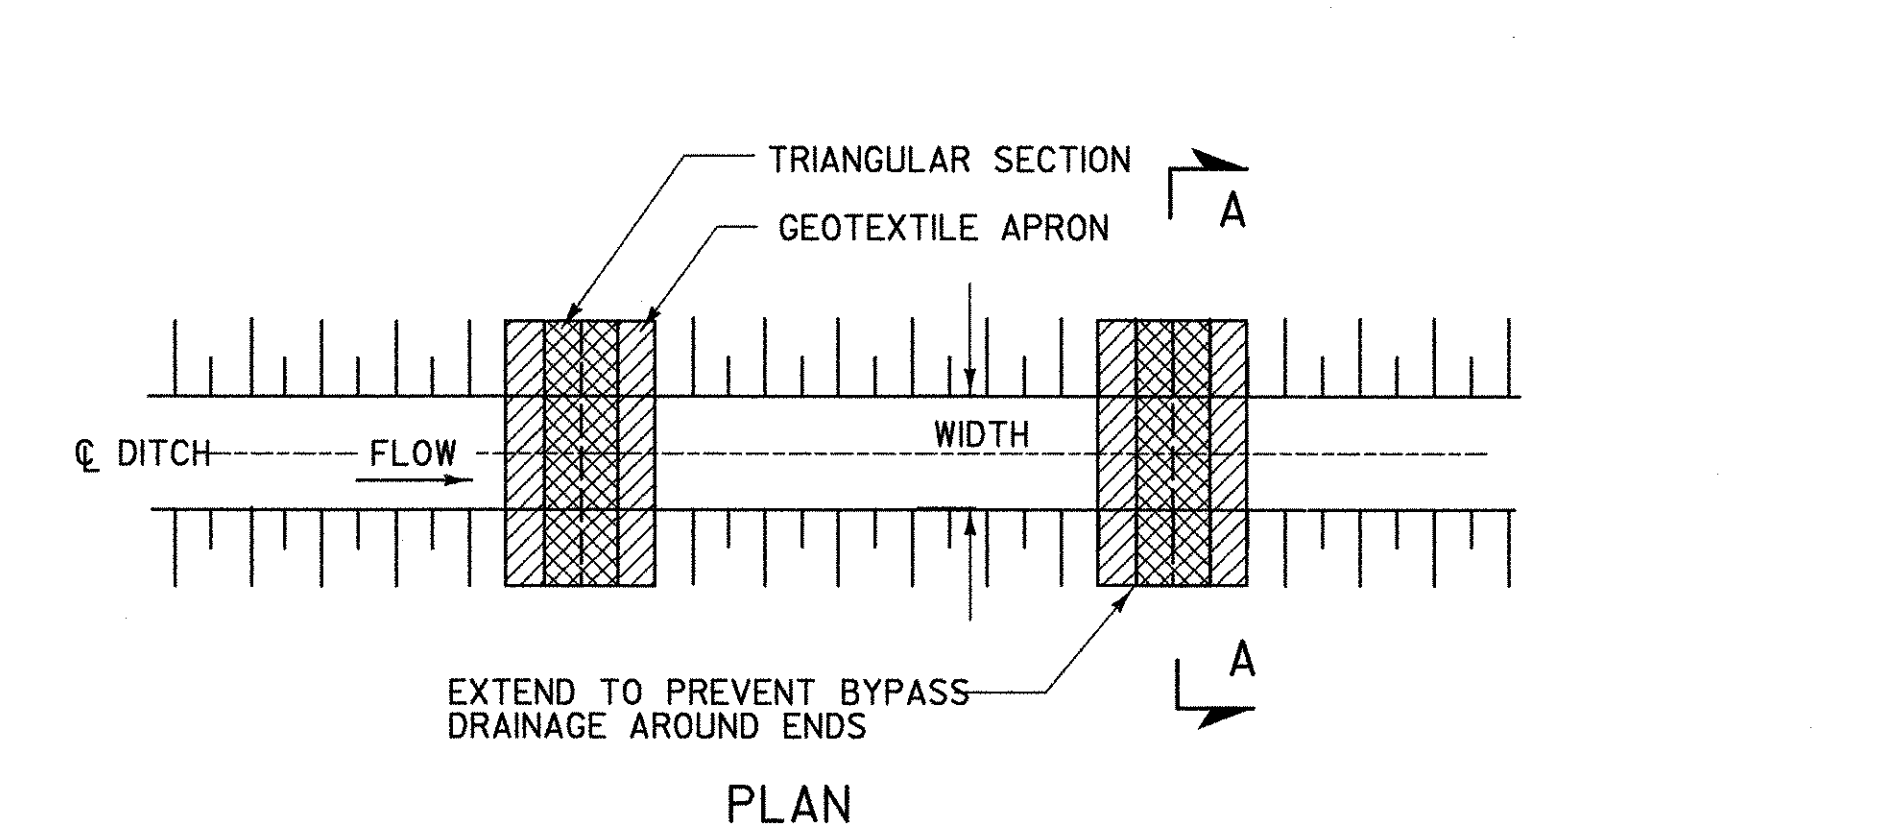 TRIANGULAR SECTION
A
GEOTEXTILE APRON
WIDTH
℄ DITCH
FLOW
A
EXTEND TO PREVENT BYPASS
DRAINAGE AROUND ENDS
PLAN